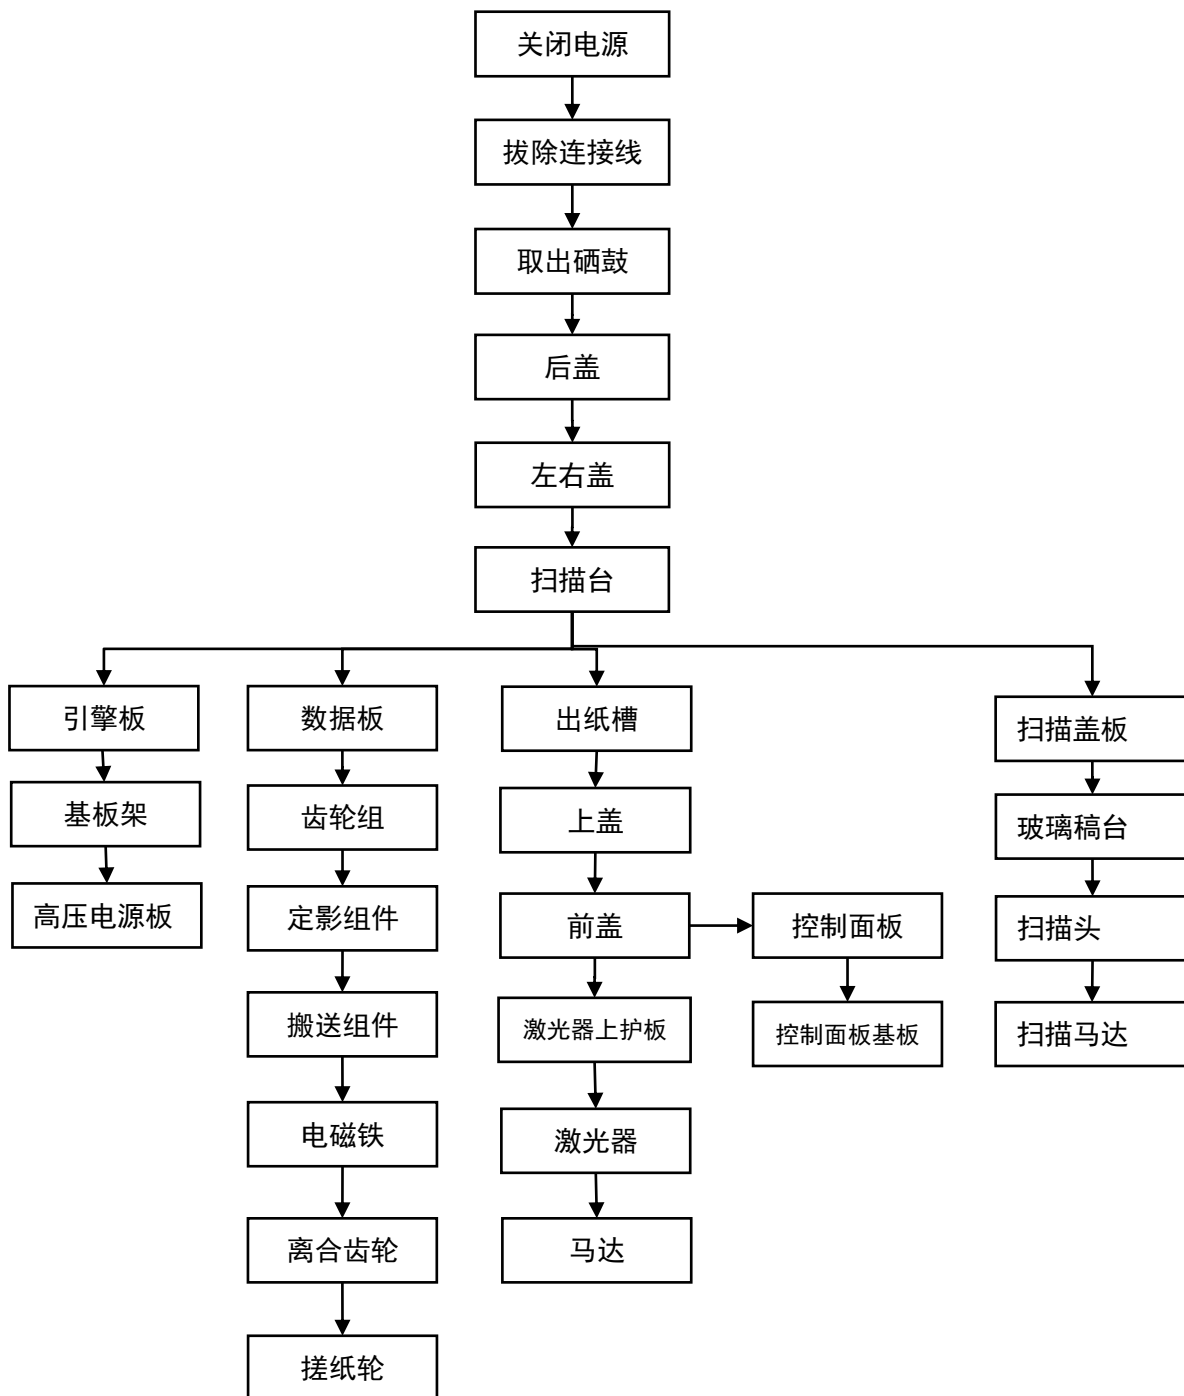 关闭电源
拔除连接线
取出硒鼓
后盖
左右盖
扫描台
引擎板
数据板
出纸槽
扫描盖板
基板架
齿轮组
上盖
玻璃稿台
高压电源板
定影组件
前盖
控制面板
扫描头
搬送组件
激光器上护板
控制面板基板
扫描马达
电磁铁
激光器
离合齿轮
马达
搓纸轮